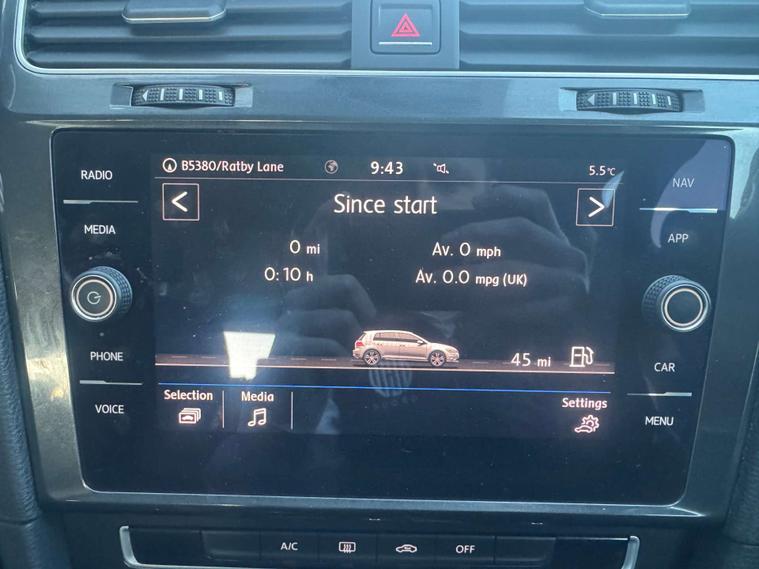 B5380/Ratby Lane 9:43 5.5°C
RADIO
MEDIA
PHONE
VOICE
Since start
0 mi Av. 0 mph
0:10 h Av. 0.0 mpg (UK)
45 mi
Selection Media Settings
NAV
APP
CAR
MENU
A/C OFF